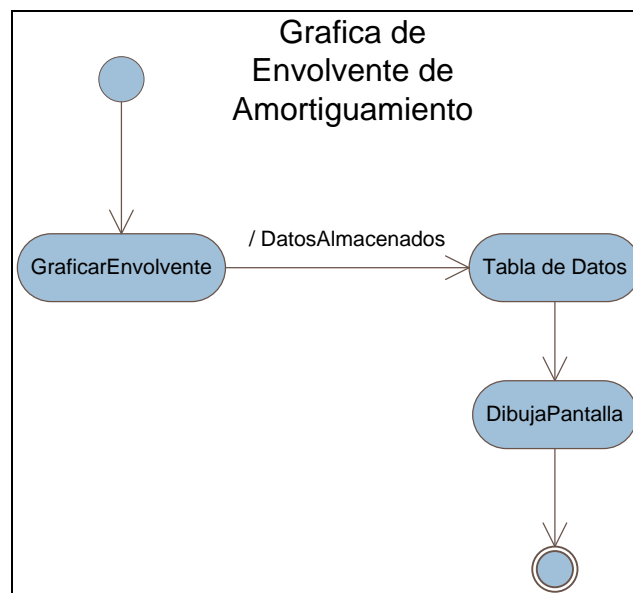 Grafica de
Envolvente de
Amortiguamiento
/ DatosAlmacenados
GraficarEnvolvente
Tabla de Datos
DibujaPantalla